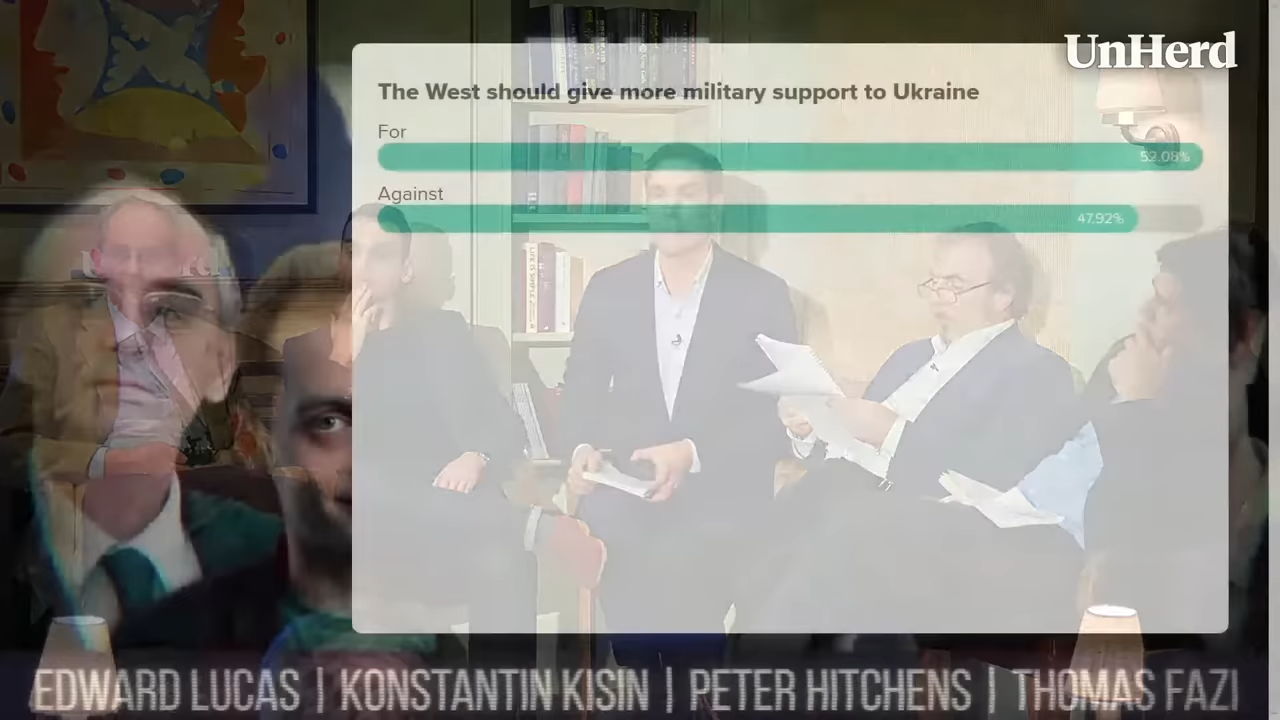 UnHerd
The West should give more military support to Ukraine
For
52.08%
Against
47.92%
EDWARD LUCAS | KONSTANTIN KISIN | PETER HITCHENS | THOMAS FAZI